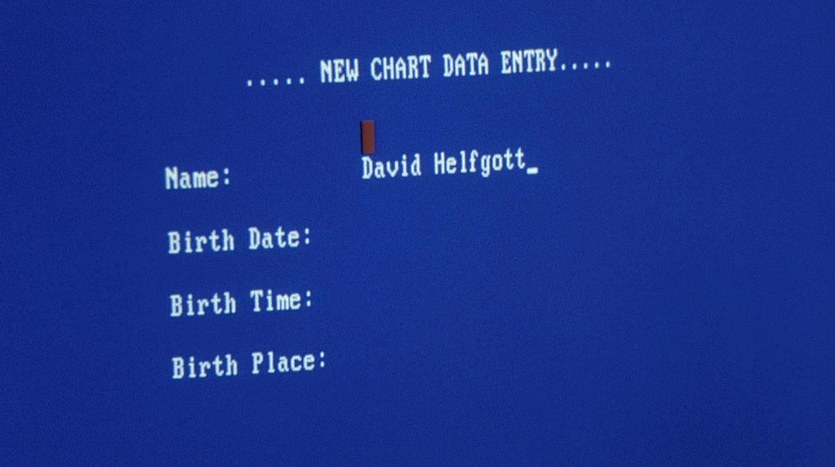 ..... NEW CHART DATA ENTRY.....
Name: David Helfgott_
Birth Date:
Birth Time:
Birth Place: